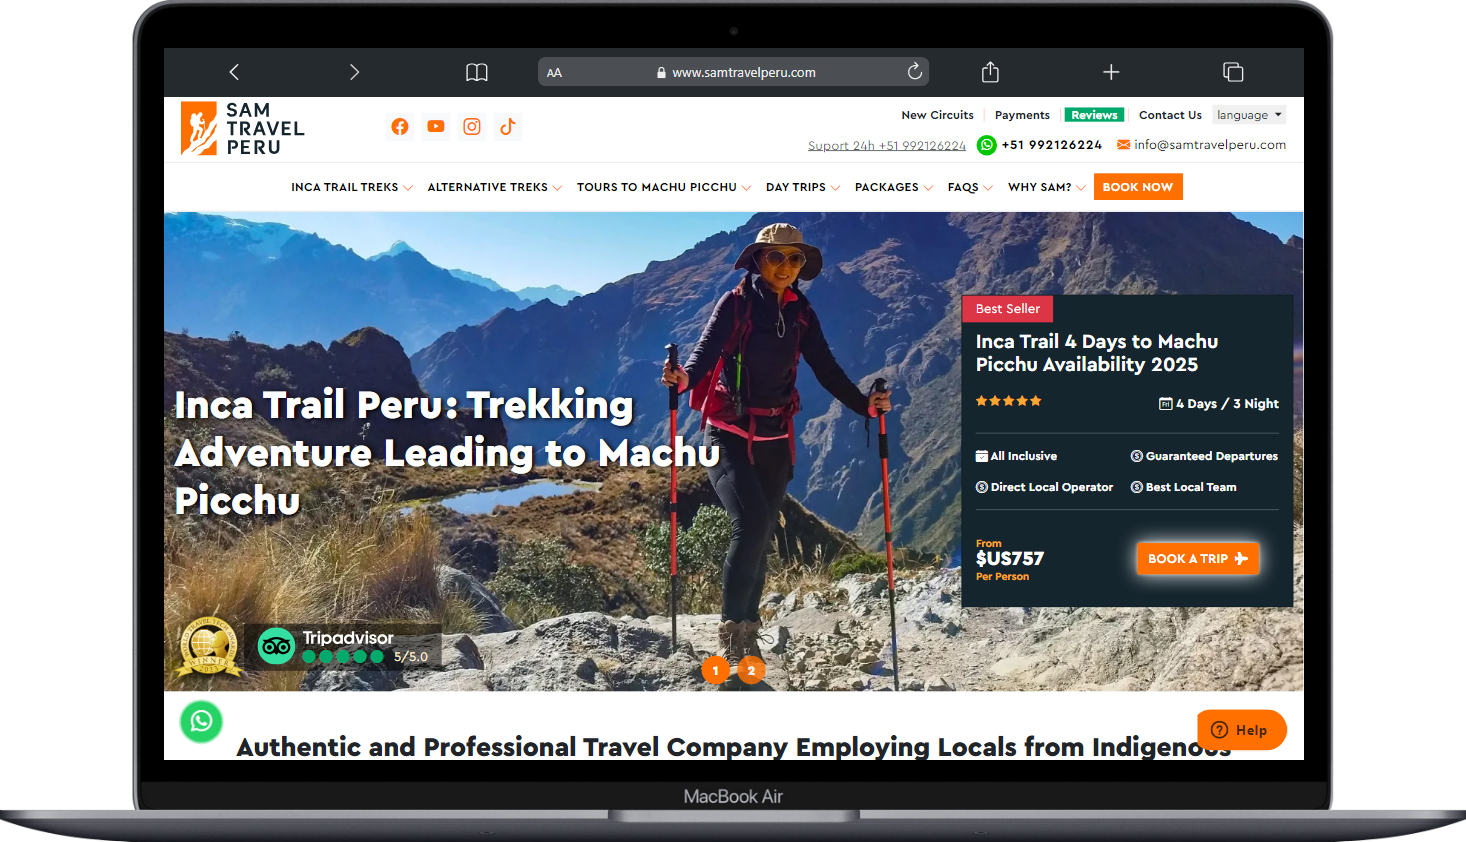 AA
www.samtravelperu.com
SAM
TRAVEL
PERU
New Circuits
Payments
Reviews
Contact Us
language
Suport 24h +51 992126224
+51 992126224
info@samtravelperu.com
INCA TRAIL TREKS
ALTERNATIVE TREKS
TOURS TO MACHU PICCHU
DAY TRIPS
PACKAGES
FAQS
WHY SAM?
BOOK NOW
Inca Trail Peru: Trekking
Adventure Leading to Machu
Picchu
Best Seller
Inca Trail 4 Days to Machu
Picchu Availability 2025
4 Days / 3 Night
All Inclusive
Guaranteed Departures
Direct Local Operator
Best Local Team
From
$US757
Per Person
BOOK A TRIP
WINNER
Tripadvisor
5/5.0
1
2
Authentic and Professional Travel Company Employing Locals from Indigenous
Help
MacBook Air